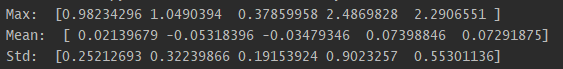 Max:  [0.98234296 1.0490394  0.37859958 2.4869828  2.2906551 ]
Mean:  [ 0.02139679 -0.05318396 -0.03479346  0.07398846  0.07291875]
Std:  [0.25212693 0.32239866 0.19153924 0.9023257  0.55301136]